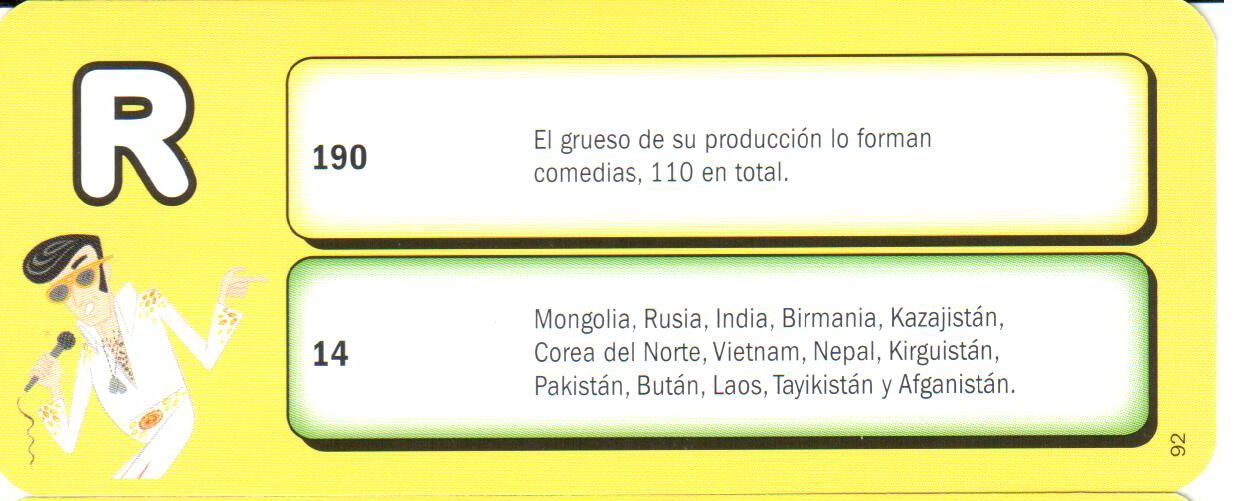 R
190
El grueso de su producción lo forman
comedias, 110 en total.
14
Mongolia, Rusia, India, Birmania, Kazajistán,
Corea del Norte, Vietnam, Nepal, Kirguistán,
Pakistán, Bután, Laos, Tayikistán y Afganistán.
92